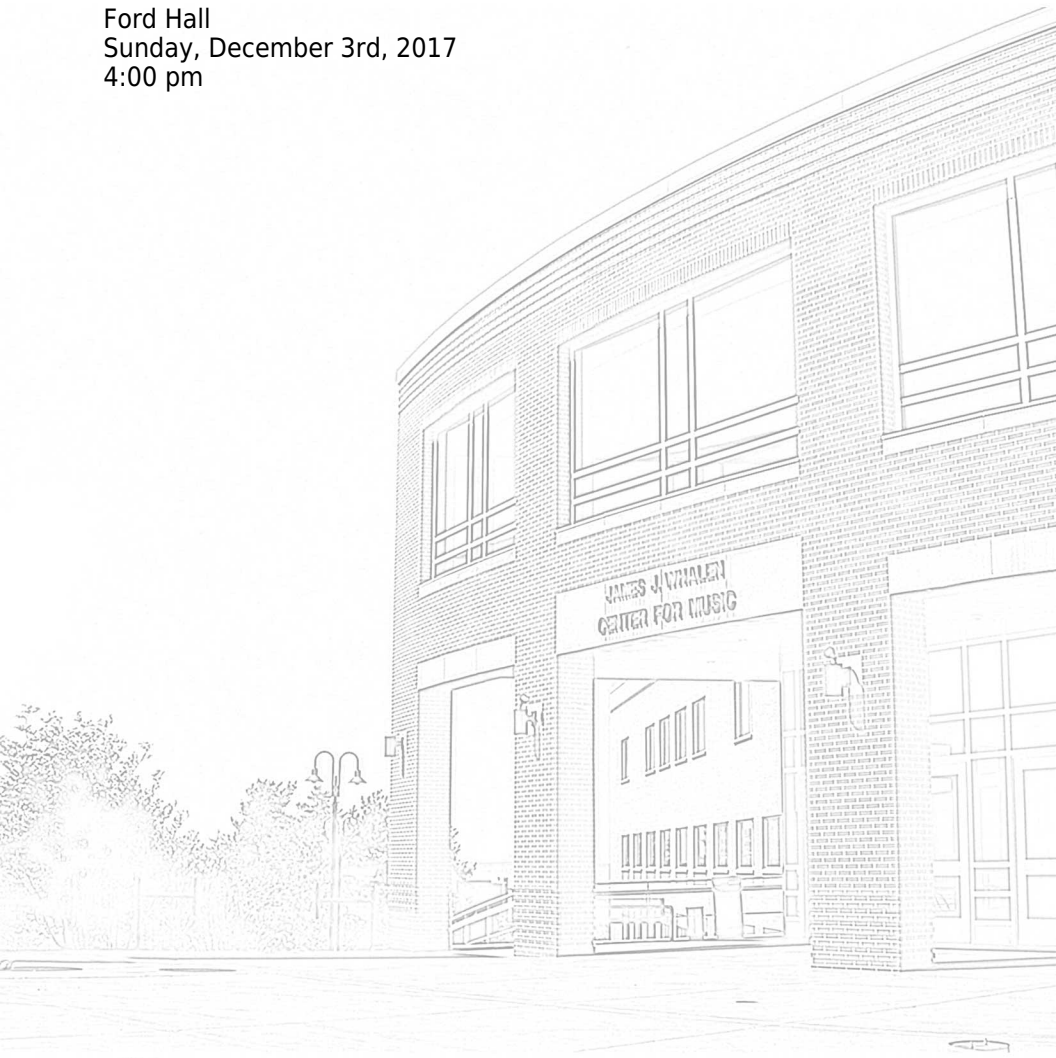 Ford Hall
Sunday, December 3rd, 2017
4:00 pm
JAMES J. WHALEN
CENTER FOR MUSIC